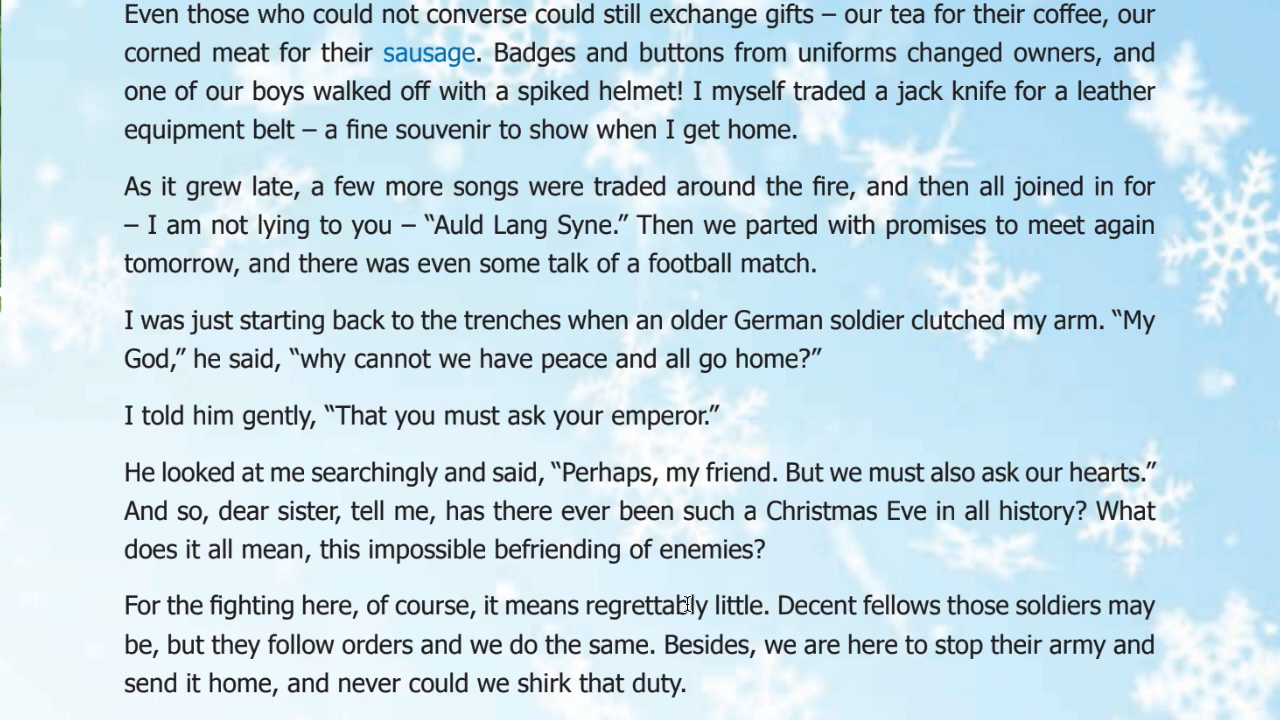 Even those who could not converse could still exchange gifts – our tea for their coffee, our
corned meat for their sausage. Badges and buttons from uniforms changed owners, and
one of our boys walked off with a spiked helmet! I myself traded a jack knife for a leather
equipment belt – a fine souvenir to show when I get home.
As it grew late, a few more songs were traded around the fire, and then all joined in for
– I am not lying to you – “Auld Lang Syne.” Then we parted with promises to meet again
tomorrow, and there was even some talk of a football match.
I was just starting back to the trenches when an older German soldier clutched my arm. “My
God,” he said, “why cannot we have peace and all go home?”
I told him gently, “That you must ask your emperor.”
He looked at me searchingly and said, “Perhaps, my friend. But we must also ask our hearts.”
And so, dear sister, tell me, has there ever been such a Christmas Eve in all history? What
does it all mean, this impossible befriending of enemies?
For the fighting here, of course, it means regrettably little. Decent fellows those soldiers may
be, but they follow orders and we do the same. Besides, we are here to stop their army and
send it home, and never could we shirk that duty.